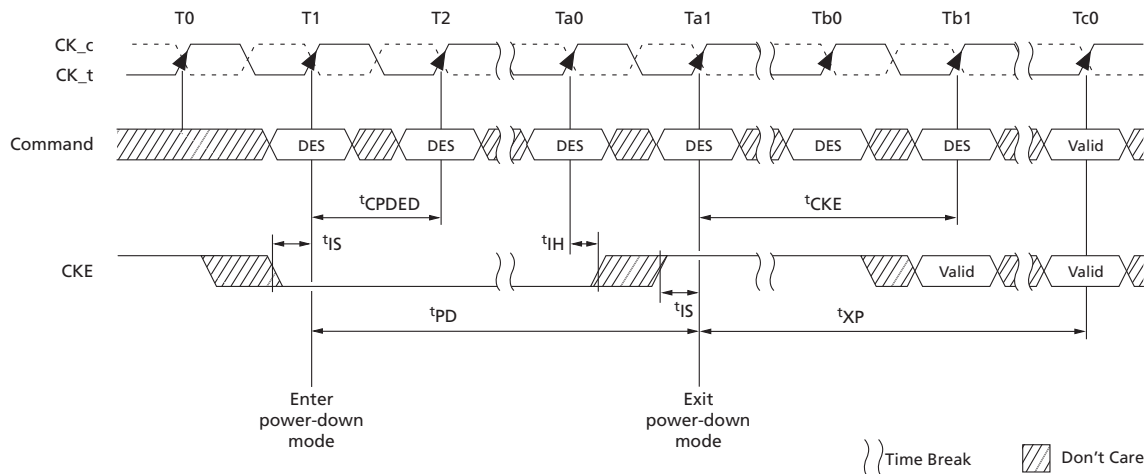 T0 T1 T2 Ta0 Ta1 Tb0 Tb1 Tc0
CK_c
CK_t
Command DES DES DES DES DES DES Valid
tCPDED tCKE
tIS tIH
CKE Valid Valid
tIS
tPD tXP
Enter
power-down
mode
Exit
power-down
mode
Time Break Don't Care